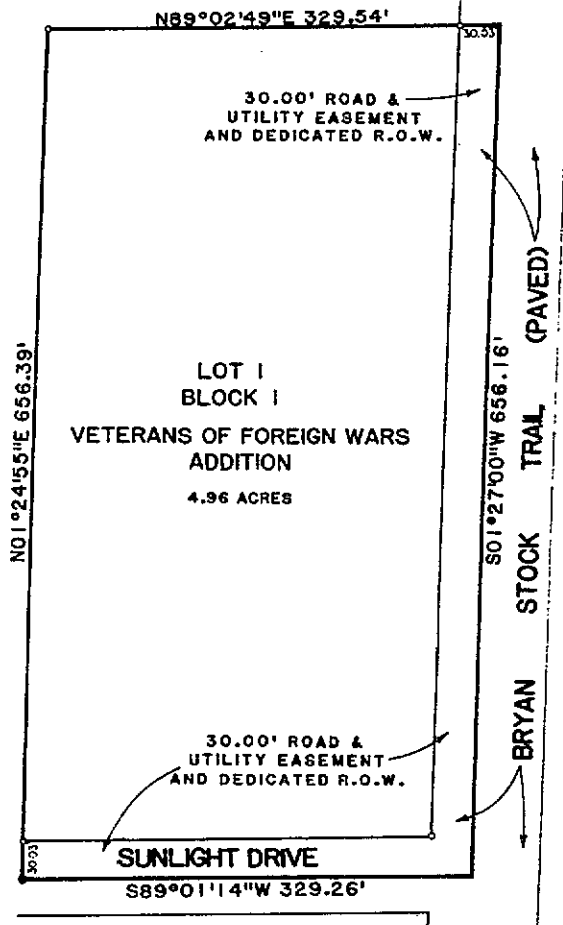 N89°02'49"E 329.54'
30.53
30.00' ROAD &
UTILITY EASEMENT
AND DEDICATED R.O.W.
N01°24'55"E 656.39'
LOT 1
BLOCK 1
VETERANS OF FOREIGN WARS
ADDITION
4.96 ACRES
S01°27'00"W 656.16'
BRYAN STOCK TRAIL (PAVED)
30.00' ROAD &
UTILITY EASEMENT
AND DEDICATED R.O.W.
30.03
SUNLIGHT DRIVE
S89°01'14"W 329.26'